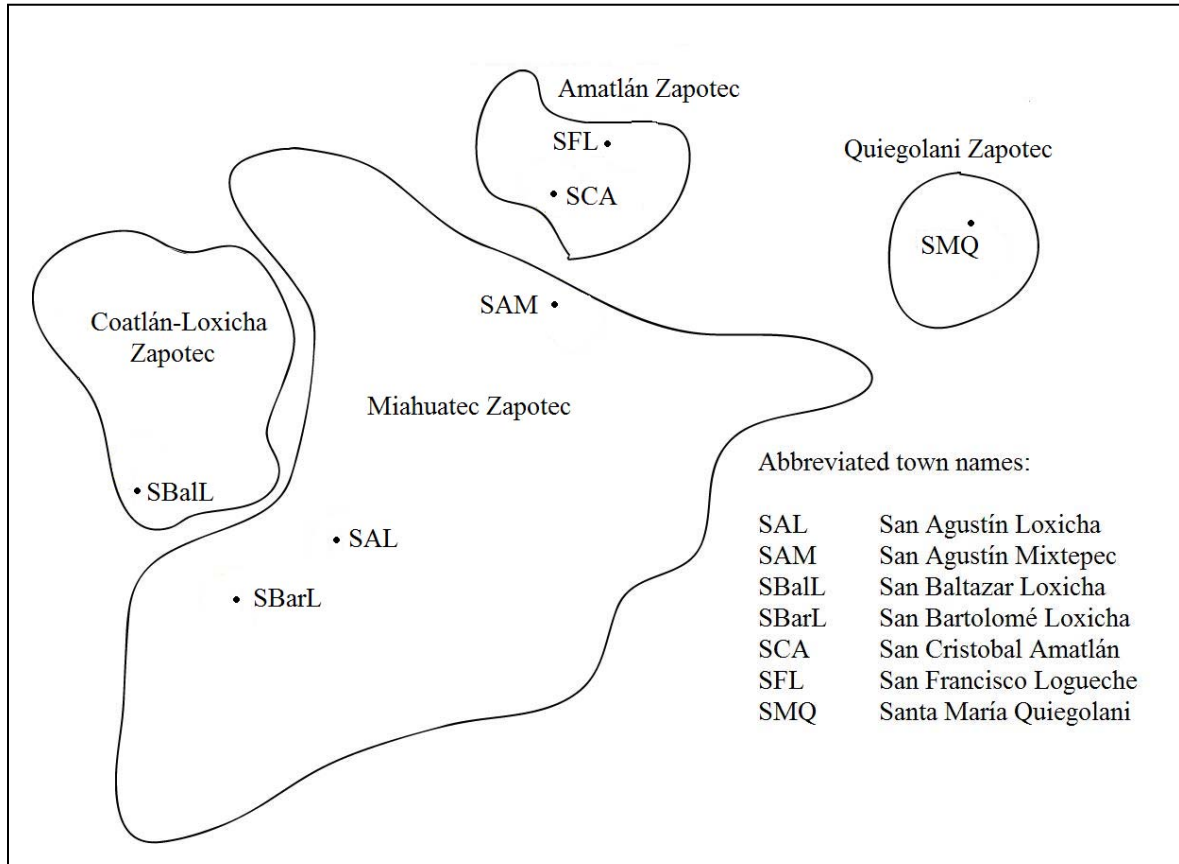 Amatlán Zapotec
SFL
Quiegolani Zapotec
SCA
SMQ
SAM
Coatlán-Loxicha
Zapotec
Miahuatec Zapotec
SBalL
SAL
SBarL
Abbreviated town names:
SAL San Agustín Loxicha
SAM San Agustín Mixtepec
SBalL San Baltazar Loxicha
SBarL San Bartolomé Loxicha
SCA San Cristobal Amatlán
SFL San Francisco Logueche
SMQ Santa María Quiegolani